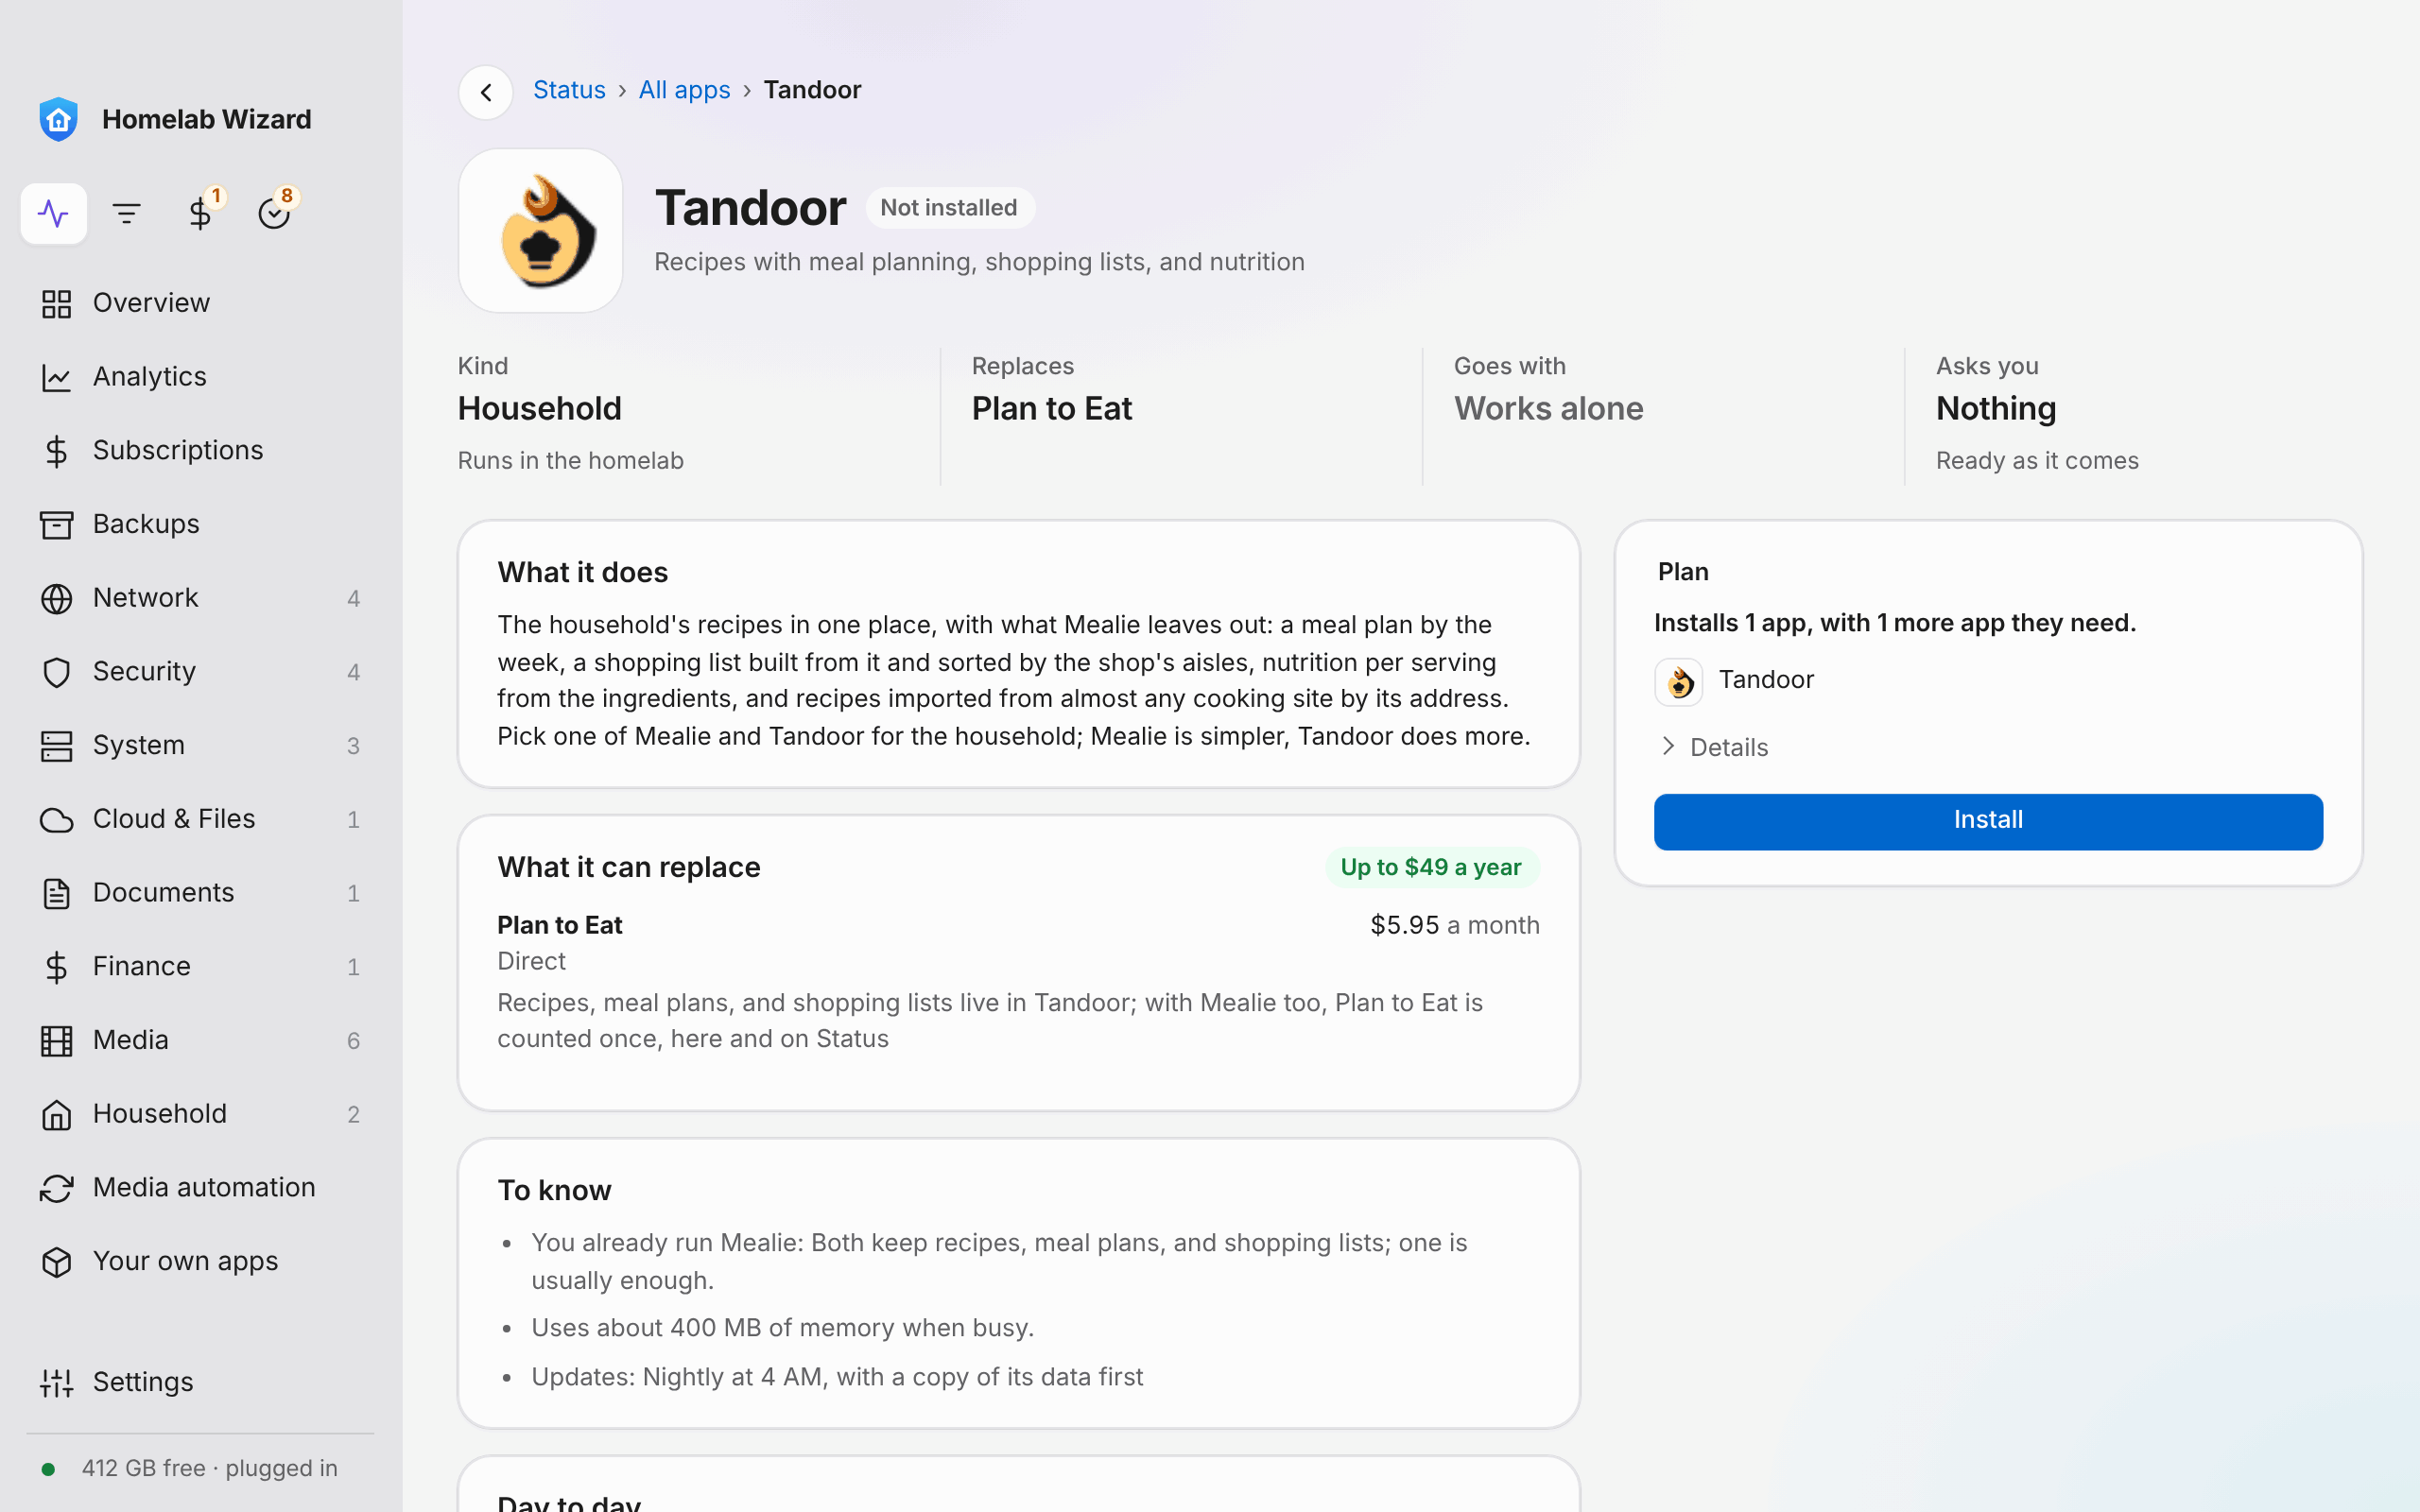 Homelab Wizard
1
8
Overview
Analytics
Subscriptions
Backups
Network 4
Security 4
System 3
Cloud & Files 1
Documents 1
Finance 1
Media 6
Household 2
Media automation
Your own apps
Settings
412 GB free · plugged in
Status › All apps › Tandoor
Tandoor Not installed
Recipes with meal planning, shopping lists, and nutrition
Kind
Household
Runs in the homelab
Replaces
Plan to Eat
Goes with
Works alone
Asks you
Nothing
Ready as it comes
What it does
The household's recipes in one place, with what Mealie leaves out: a meal plan by the
week, a shopping list built from it and sorted by the shop's aisles, nutrition per serving
from the ingredients, and recipes imported from almost any cooking site by its address.
Pick one of Mealie and Tandoor for the household; Mealie is simpler, Tandoor does more.
What it can replace Up to $49 a year
Plan to Eat $5.95 a month
Direct
Recipes, meal plans, and shopping lists live in Tandoor; with Mealie too, Plan to Eat is
counted once, here and on Status
To know
• You already run Mealie: Both keep recipes, meal plans, and shopping lists; one is
usually enough.
• Uses about 400 MB of memory when busy.
• Updates: Nightly at 4 AM, with a copy of its data first
Day to day
Plan
Installs 1 app, with 1 more app they need.
Tandoor
Details
Install